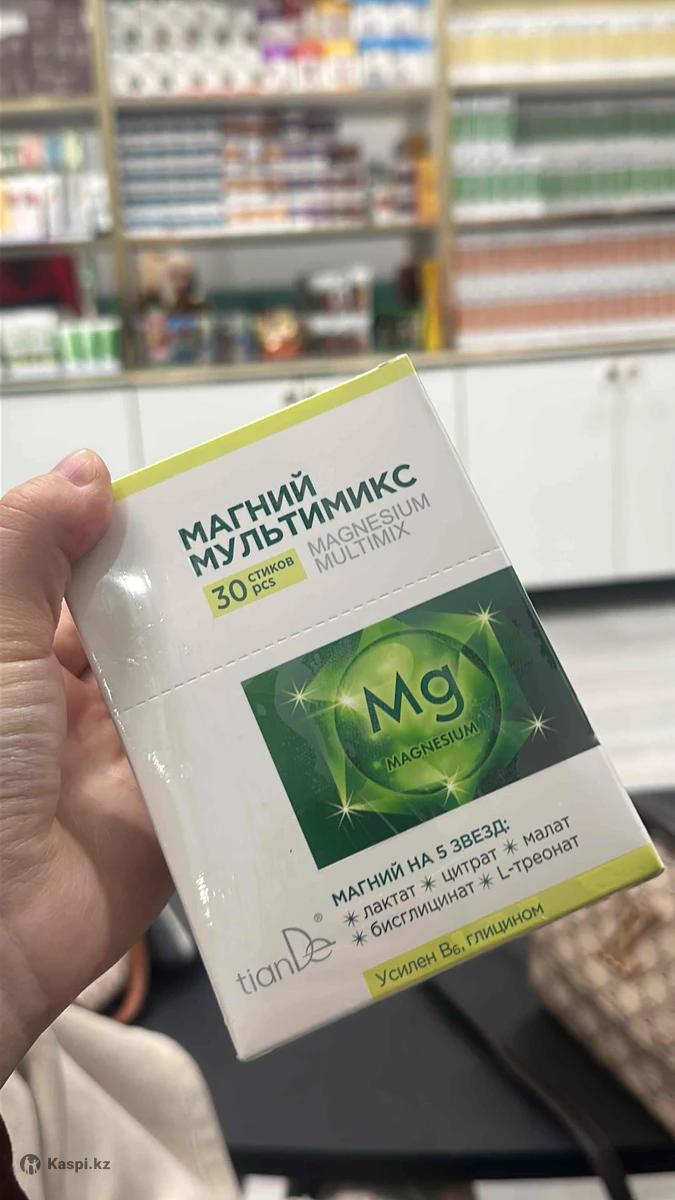 МАГНИЙ
МУЛЬТИМИКС
30 СТИКОВ
PCS
MAGNESIUM
MULTIMIX
Mg
MAGNESIUM
МАГНИЙ НА 5 ЗВЕЗД:
✳ лактат ✳ цитрат ✳ малат
✳ бисглицинат ✳ L-треонат
tianDe®
Усилен B₆, глицином
Kaspi.kz